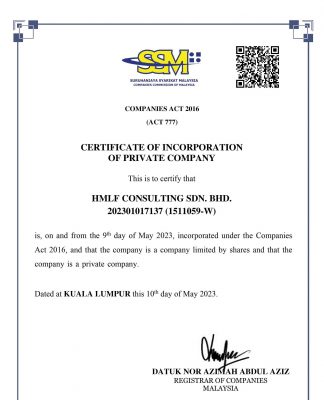 SSM
SURUHANJAYA SYARIKAT MALAYSIA
COMPANIES COMMISSION OF MALAYSIA
COMPANIES ACT 2016
(ACT 777)
CERTIFICATE OF INCORPORATION
OF PRIVATE COMPANY
This is to certify that
HMLF CONSULTING SDN. BHD.
202301017137 (1511059-W)
is, on and from the 9th day of May 2023, incorporated under the Companies
Act 2016, and that the company is a company limited by shares and that the
company is a private company.
Dated at KUALA LUMPUR this 10th day of May 2023.
DATUK NOR AZIMAH ABDUL AZIZ
REGISTRAR OF COMPANIES
MALAYSIA